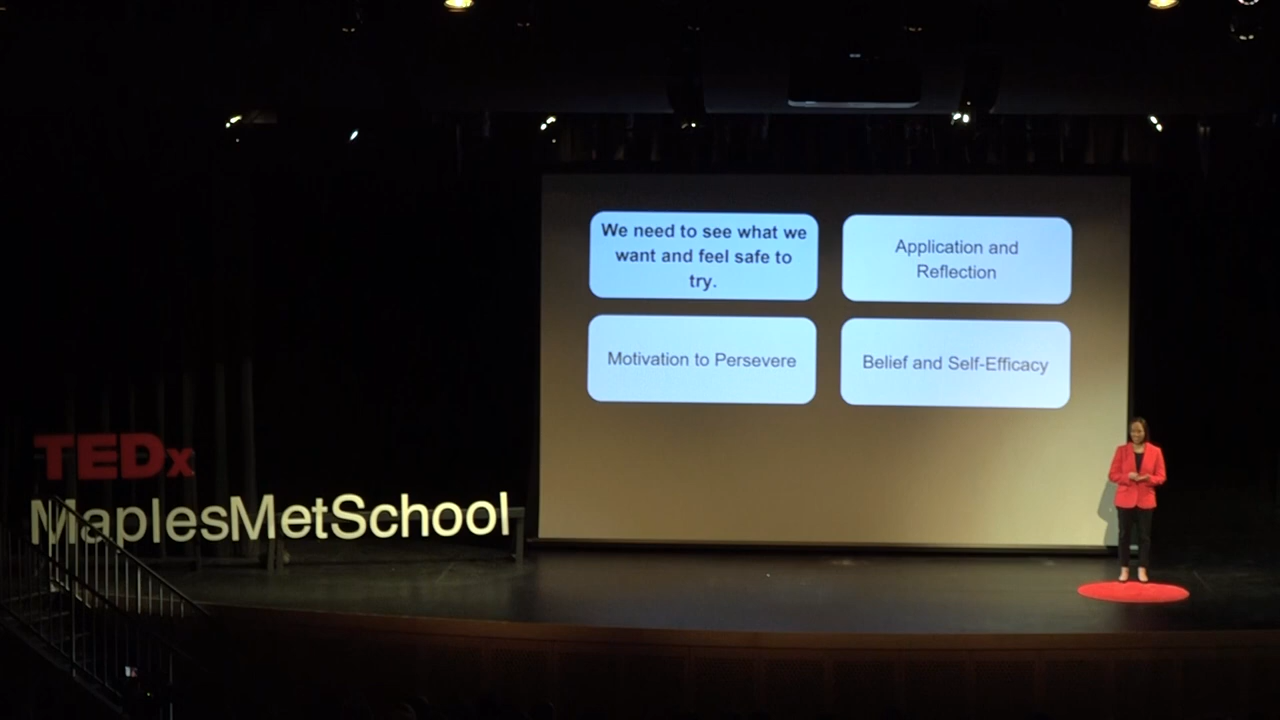 We need to see what we
want and feel safe to
try.
Application and
Reflection
Motivation to Persevere
Belief and Self-Efficacy
TEDx
MaplesMetSchool